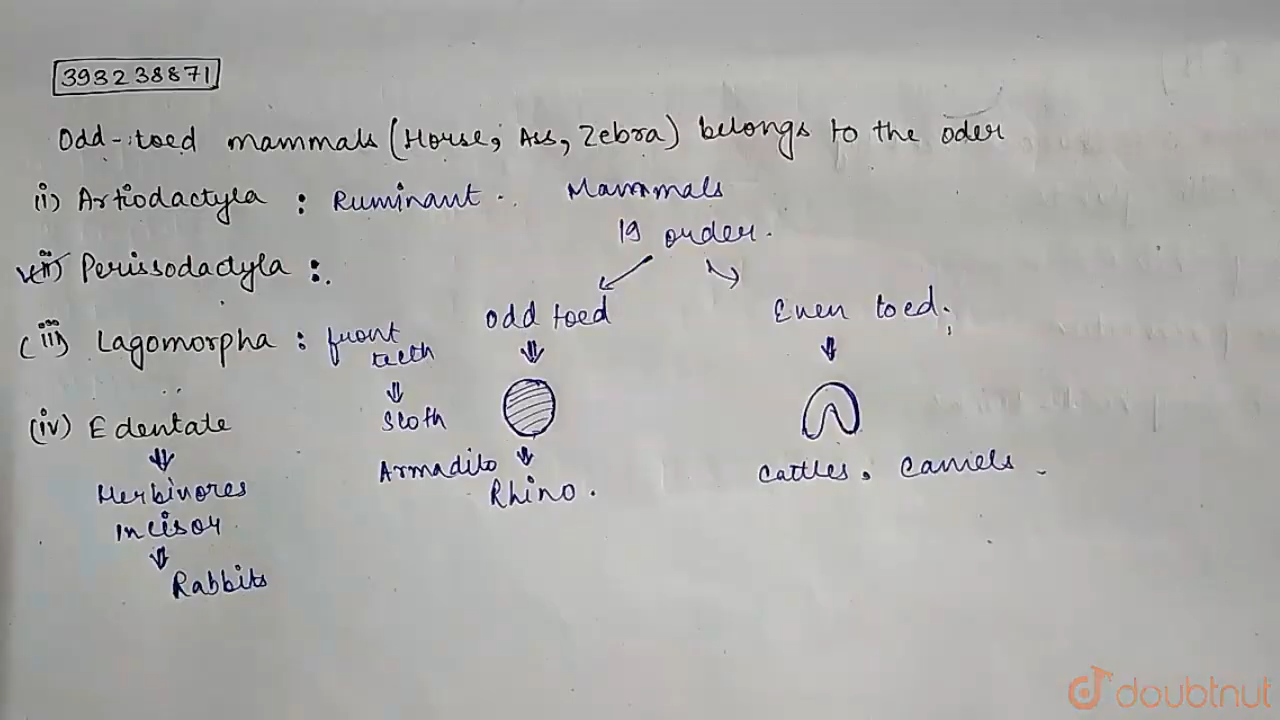 393238871
Odd-toed mammals (Horse, Ass, Zebra) belongs to the oder
(i) Artiodactyla : Ruminant.
Mammals
19 order.
(ii) Perissodactyla :
Odd toed
Even toed.
(iii) Lagomorpha : front
teeth
Sloth
Armadilo
Rhino.
Cattles, Camels
(iv) Edentate
Herbivores
Incisor
Rabbits
doubtnut